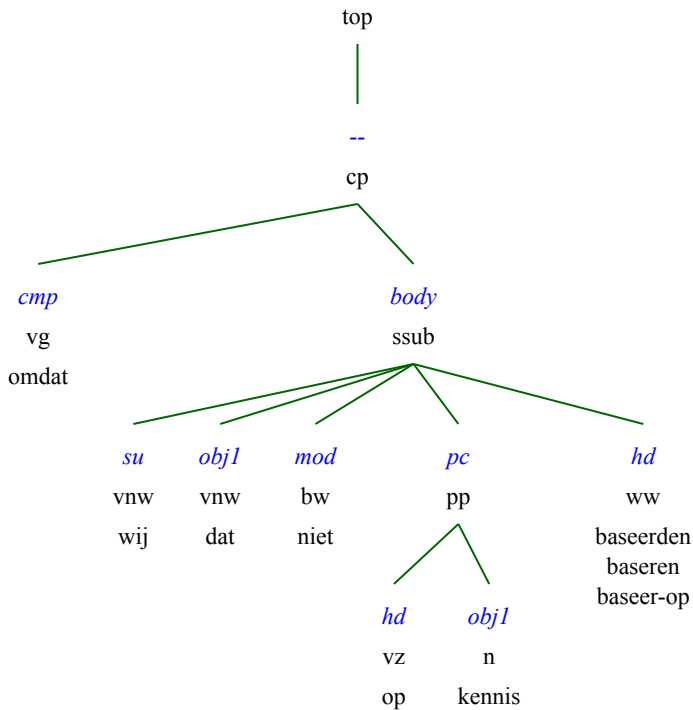 top
--
cp
cmp body
vg ssub
omdat
su obj1 mod pc hd
vnw vnw bw pp ww
wij dat niet baseerden
baseren
baseer-op
hd obj1
vz n
op kennis